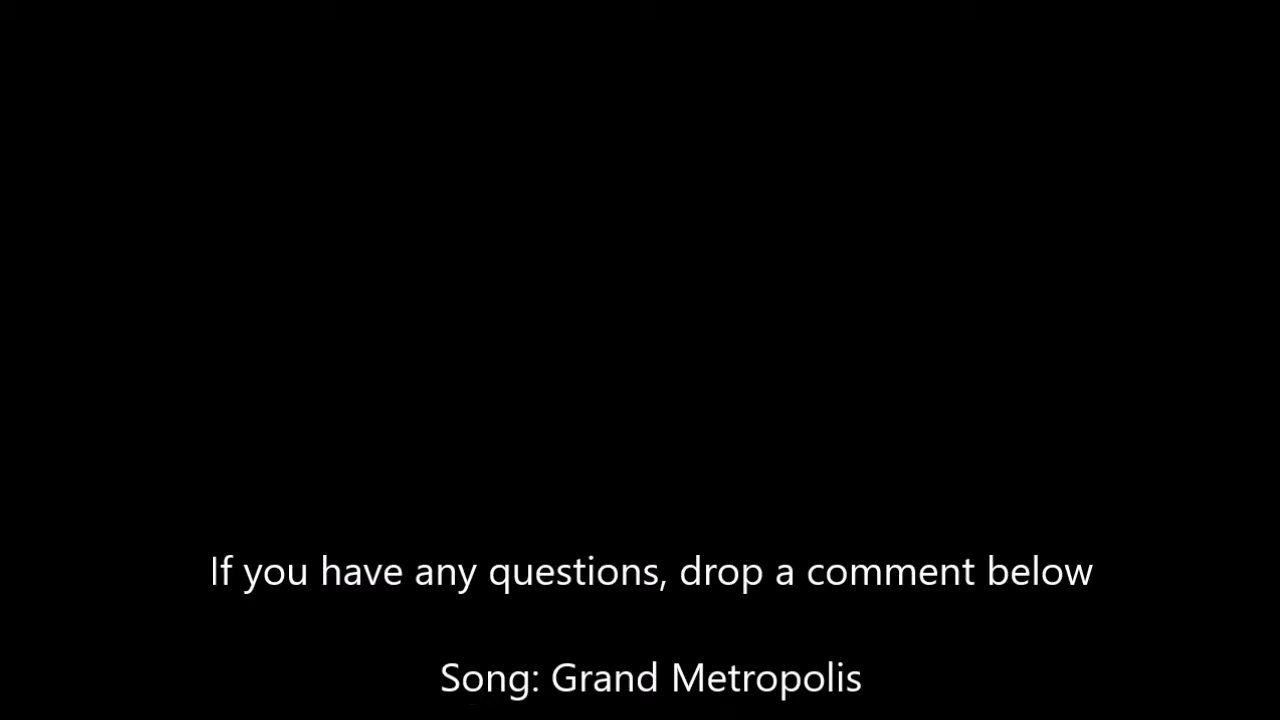 If you have any questions, drop a comment below
Song: Grand Metropolis